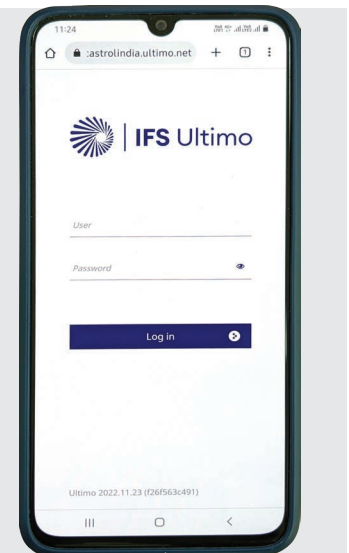 11:24
:astrolindia.ultimo.net
1
IFS Ultimo
User
Password
Log in
Ultimo 2022.11.23 (f26f563c491)